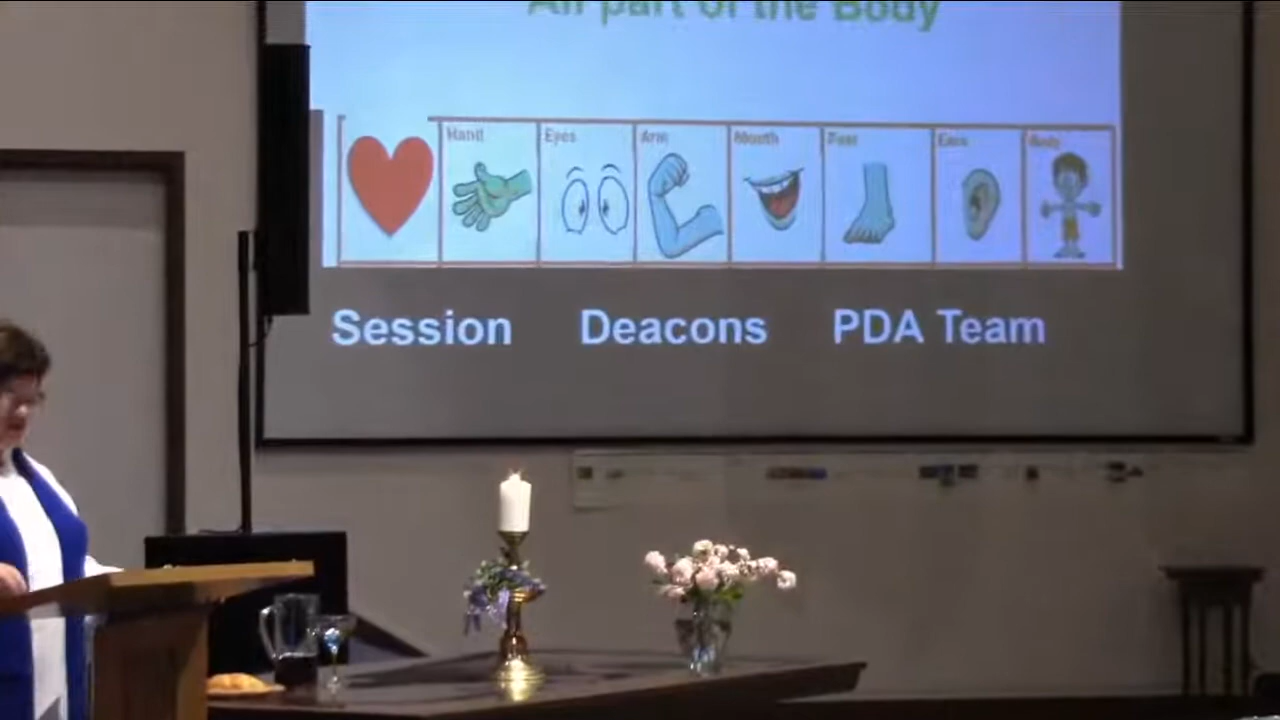 All part of the Body
Hand Eyes Arm Mouth Feet Ears Body
Session Deacons PDA Team